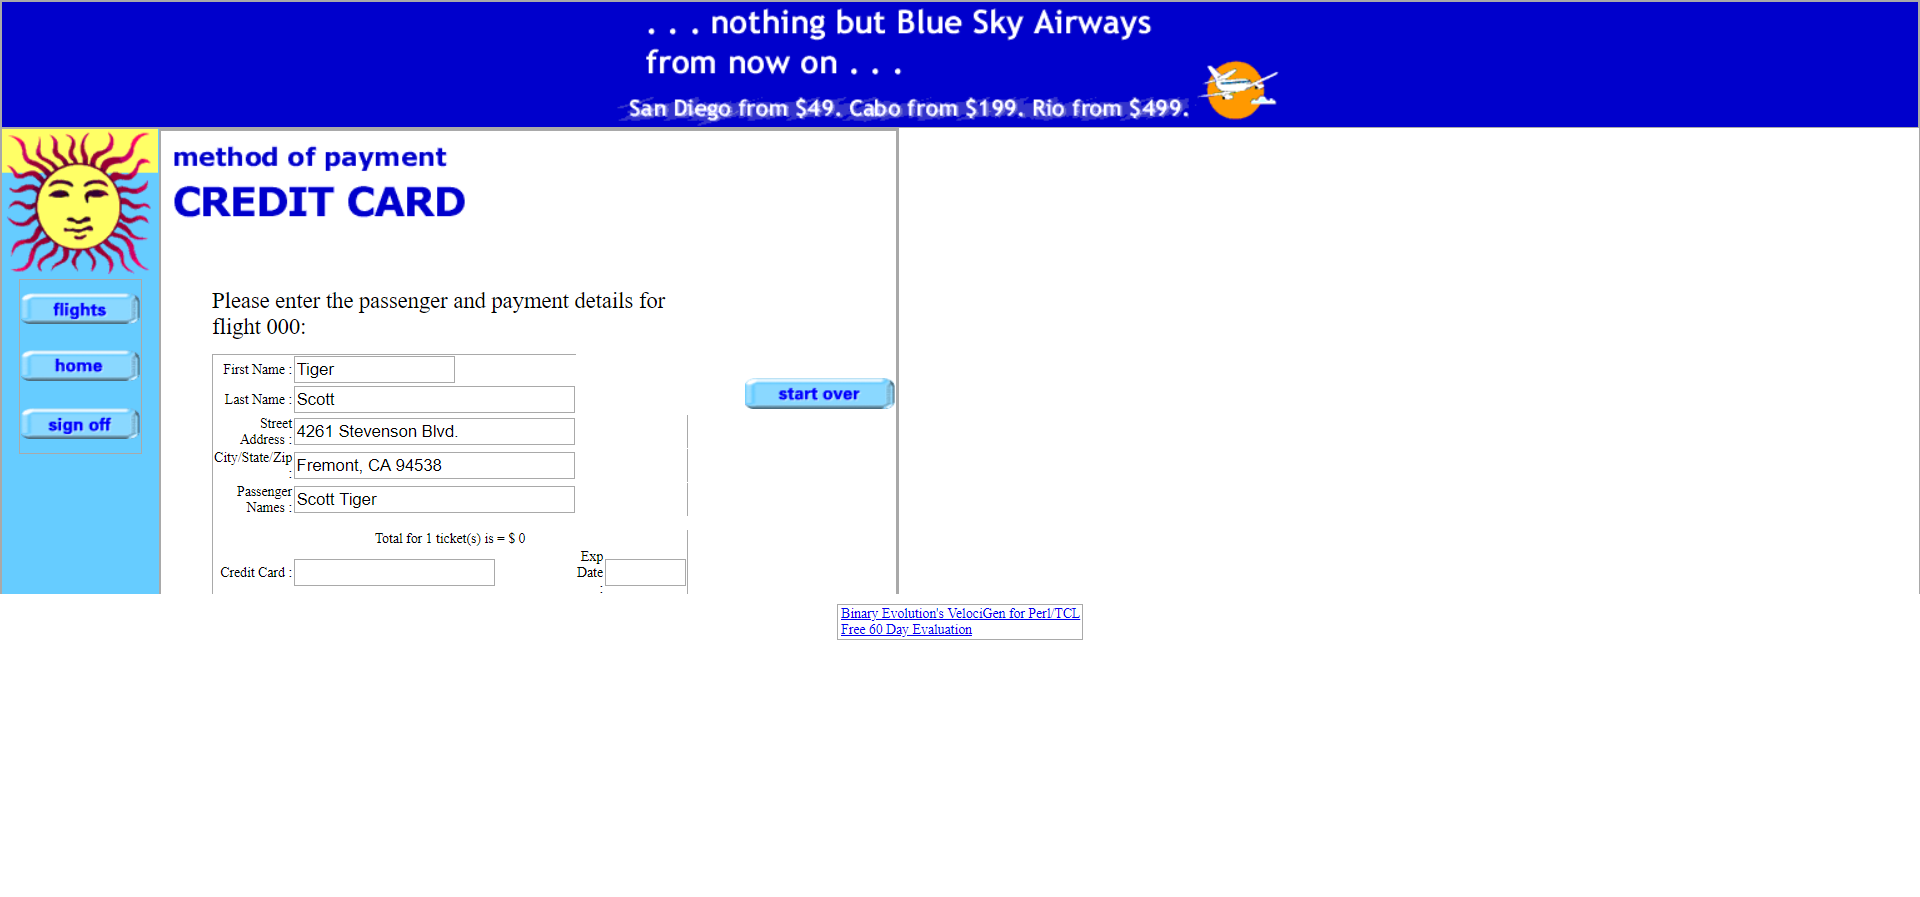 . . . nothing but Blue Sky Airways
from now on . . .
San Diego from $49. Cabo from $199. Rio from $499.
method of payment
CREDIT CARD
flights
home
sign off
Please enter the passenger and payment details for
flight 000:
First Name : Tiger
Last Name : Scott
start over
Street
Address : 4261 Stevenson Blvd.
City/State/Zip
: Fremont, CA 94538
Passenger
Names : Scott Tiger
Total for 1 ticket(s) is = $ 0
Credit Card :
Exp
Date
:
Binary Evolution's VelociGen for Perl/TCL
Free 60 Day Evaluation